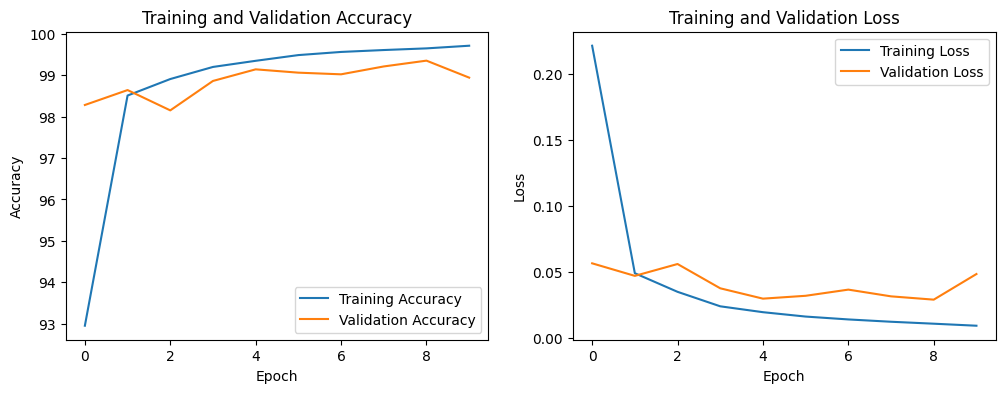 Training and Validation Accuracy
100
99
98
97
96
95
94
93
Accuracy
0
2
4
6
8
Epoch
Training Accuracy
Validation Accuracy
Training and Validation Loss
0.20
0.15
0.10
0.05
0.00
Loss
0
2
4
6
8
Epoch
Training Loss
Validation Loss